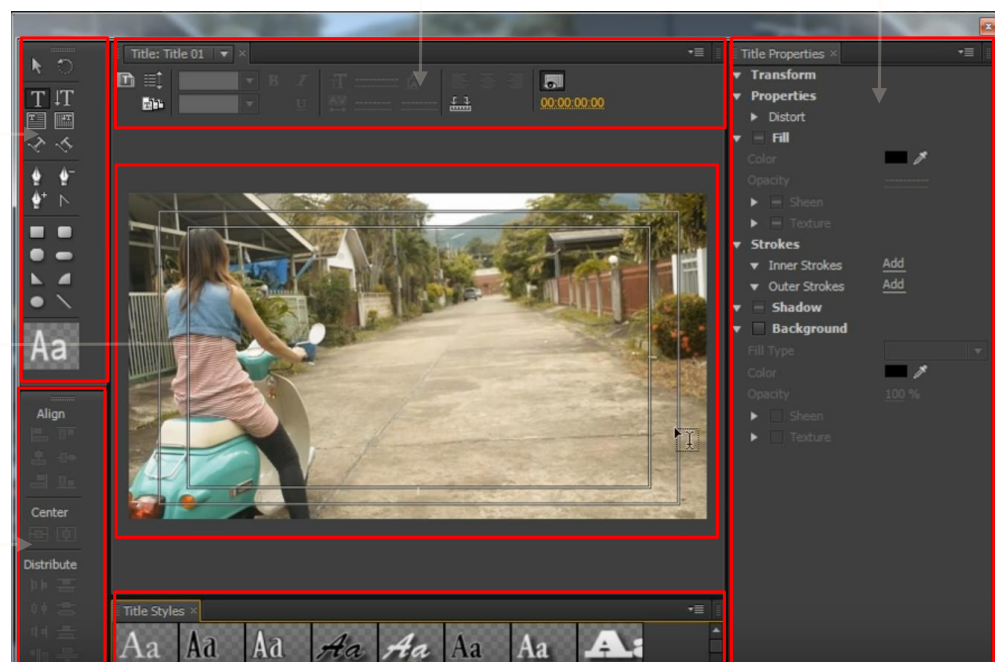 Title: Title 01
T
T
B I
T
U
00:00:00:00
Aa
Align
Center
Distribute
Title Properties
Transform
Properties
Distort
Fill
Color
Opacity
Sheen
Texture
Strokes
Inner Strokes Add
Outer Strokes Add
Shadow
Background
Fill Type
Color
Opacity 100 %
Sheen
Texture
Title Styles
Aa Aa Aa Aa Aa Aa Aa Aa